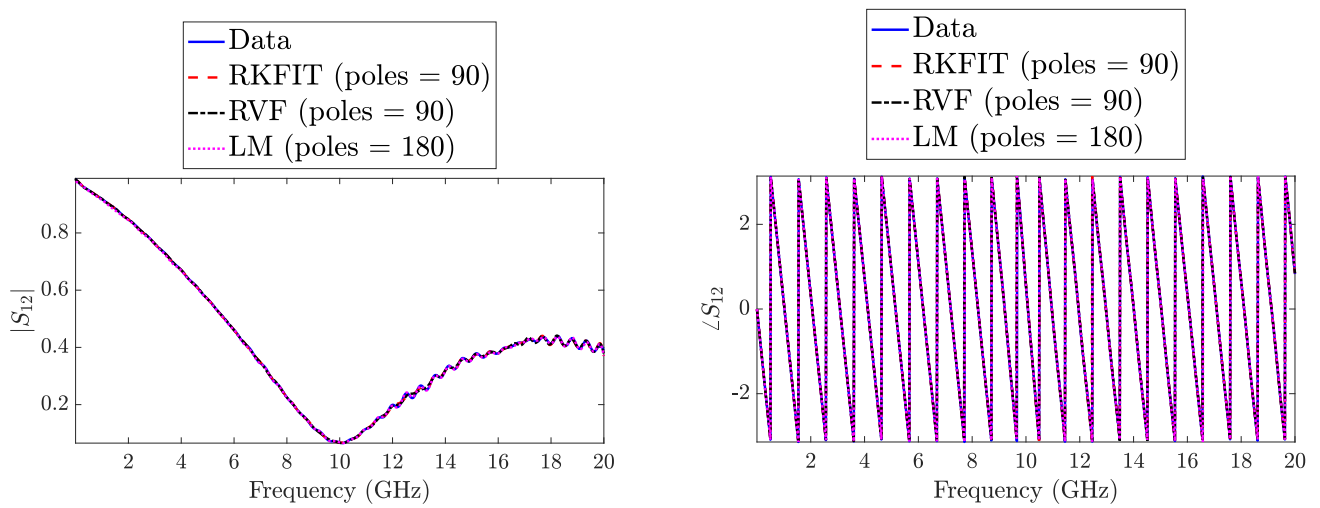 Data
RKFIT (poles = 90)
RVF (poles = 90)
LM (poles = 180)
0.8
0.6
0.4
0.2
|S12|
2 4 6 8 10 12 14 16 18 20
Frequency (GHz)
Data
RKFIT (poles = 90)
RVF (poles = 90)
LM (poles = 180)
2
0
-2
∠S12
2 4 6 8 10 12 14 16 18 20
Frequency (GHz)